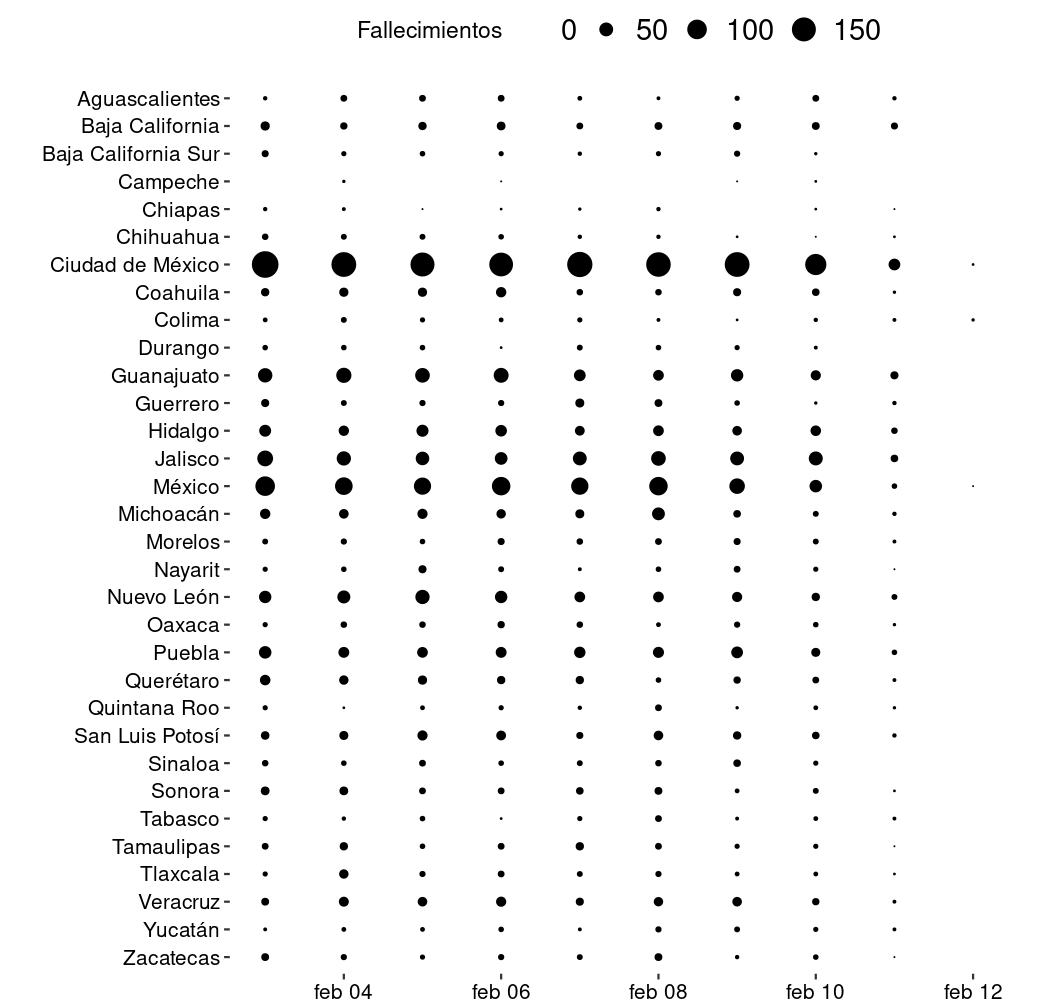 Fallecimientos 0 50 100 150
Aguascalientes
Baja California
Baja California Sur
Campeche
Chiapas
Chihuahua
Ciudad de México
Coahuila
Colima
Durango
Guanajuato
Guerrero
Hidalgo
Jalisco
México
Michoacán
Morelos
Nayarit
Nuevo León
Oaxaca
Puebla
Querétaro
Quintana Roo
San Luis Potosí
Sinaloa
Sonora
Tabasco
Tamaulipas
Tlaxcala
Veracruz
Yucatán
Zacatecas
feb 04 feb 06 feb 08 feb 10 feb 12